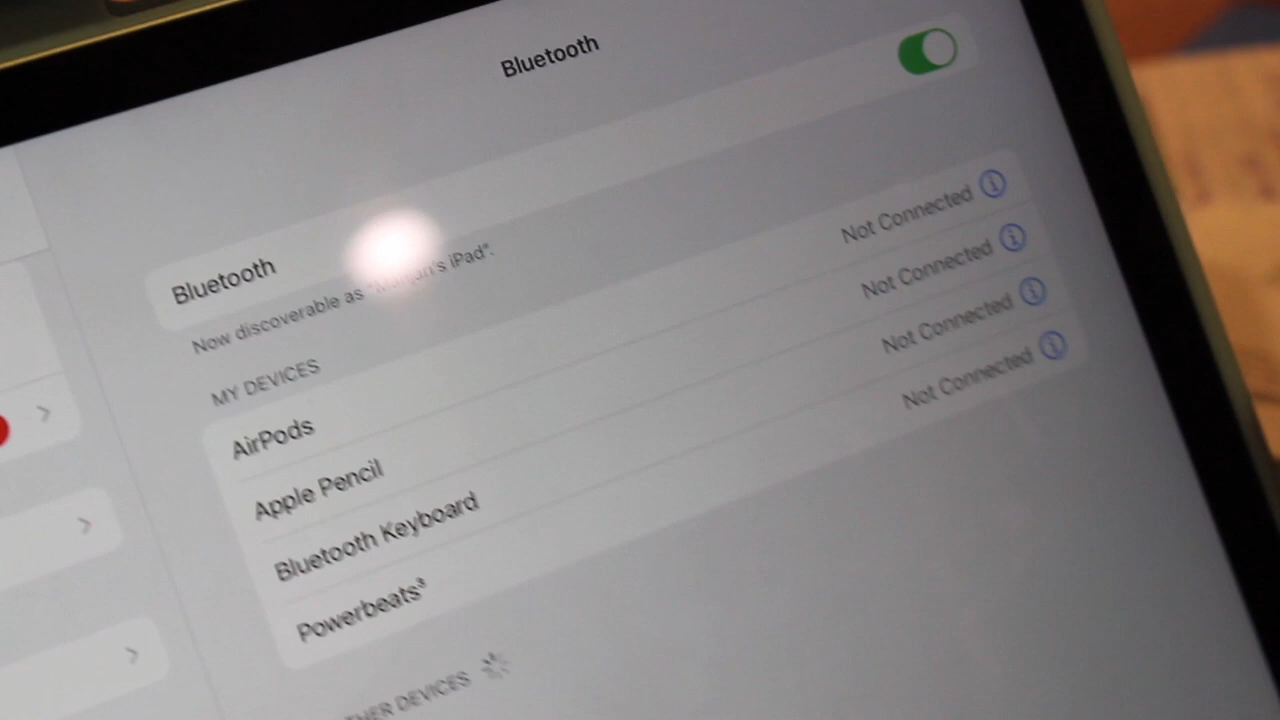 Bluetooth
Bluetooth
Now discoverable as iPad".
MY DEVICES
AirPods Not Connected
Apple Pencil Not Connected
Bluetooth Keyboard Not Connected
Powerbeats³ Not Connected
DEVICES